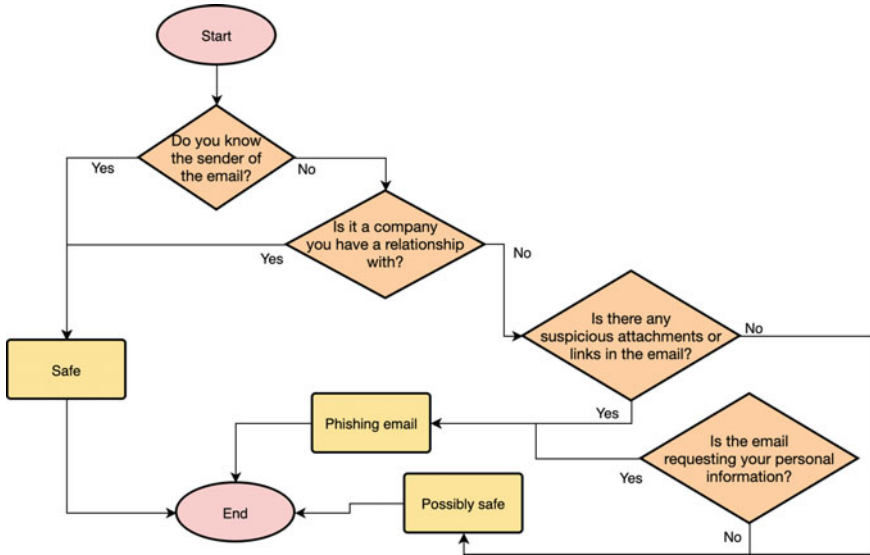 Start
Do you know
the sender of
the email?
Yes
No
Is it a company
you have a relationship
with?
Yes
No
Is there any
suspicious attachments or
links in the email?
No
Safe
Yes
Phishing email
Is the email
requesting your personal
information?
Yes
Possibly safe
End
No